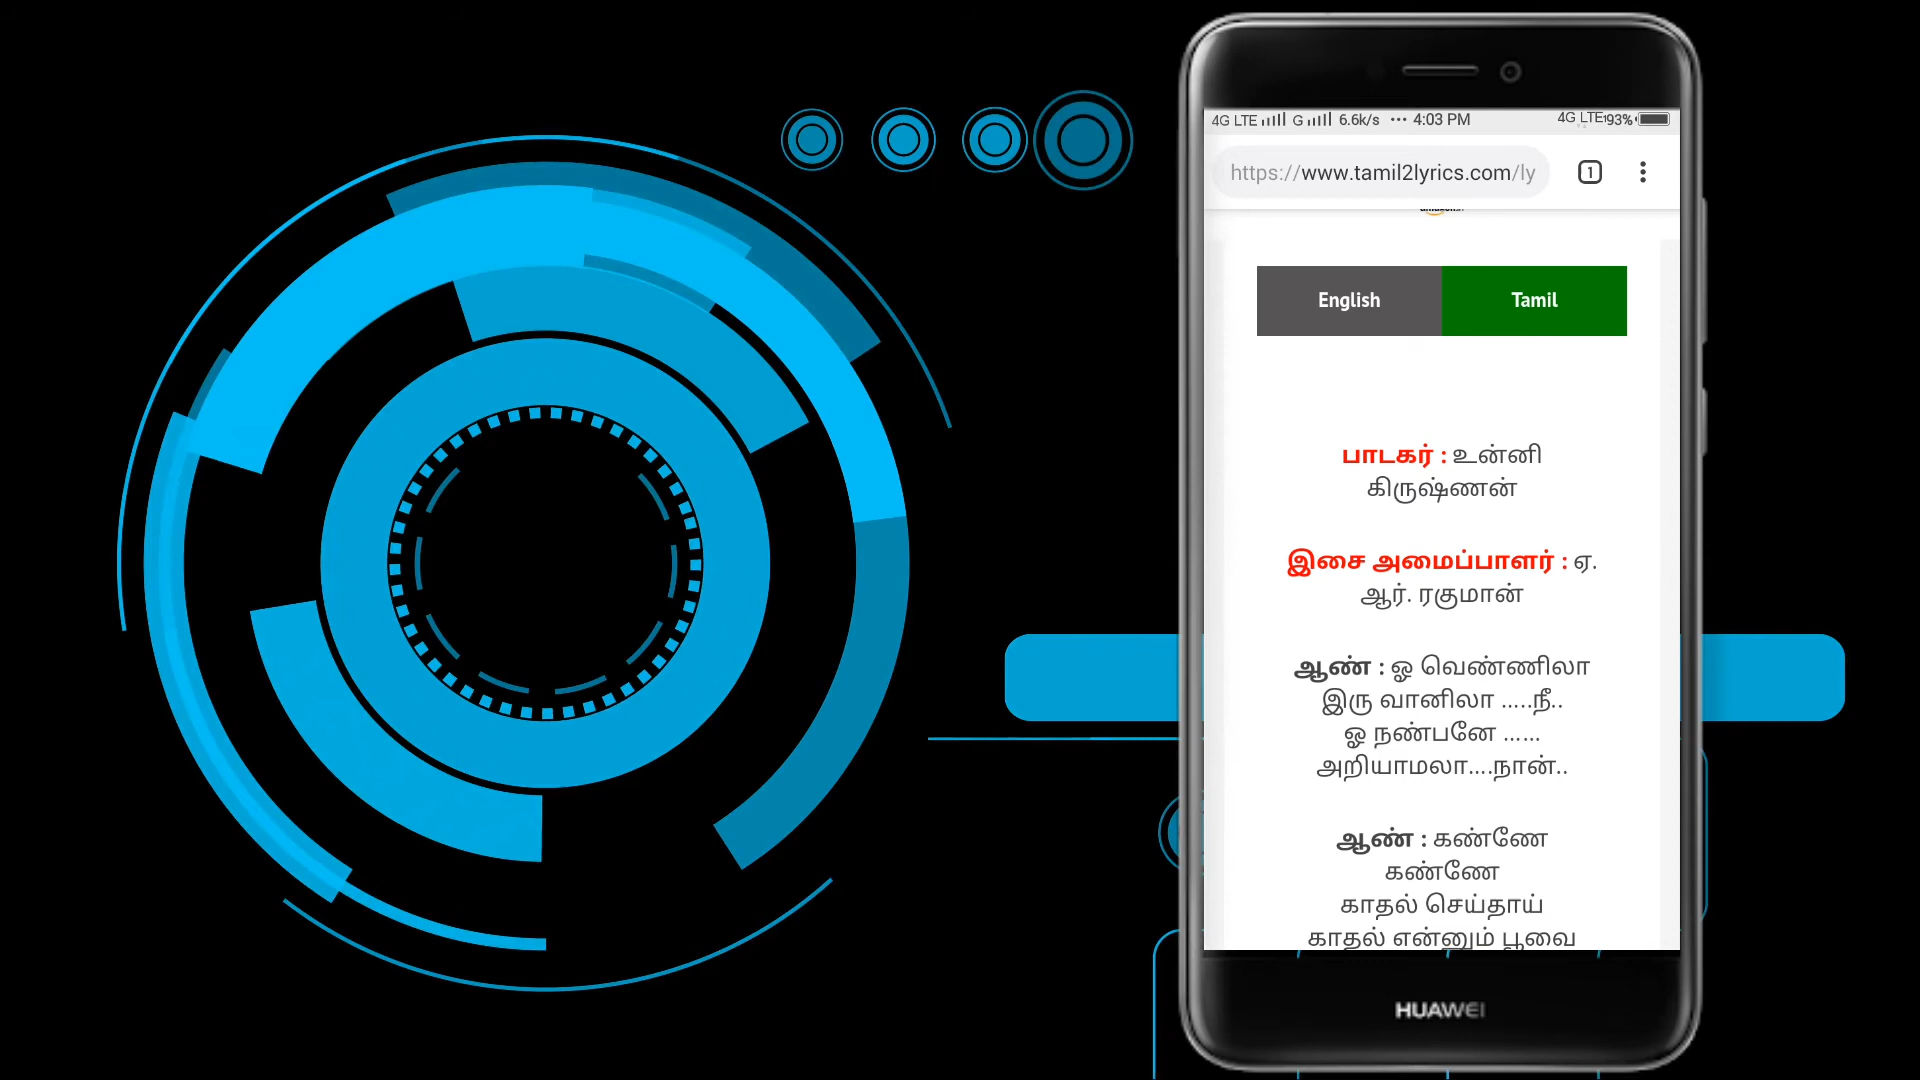 4G LTE G 6.6k/s ··· 4:03 PM 4G LTE 93%
https://www.tamil2lyrics.com/ly 1
English Tamil
பாடகர் : உன்னி
கிருஷ்ணன்
இசை அமைப்பாளர் : ஏ.
ஆர். ரகுமான்
ஆண் : ஓ வெண்ணிலா
இரு வானிலா .....நீ..
ஓ நண்பனே ......
அறியாமலா....நான்..
ஆண் : கண்ணே
கண்ணே
காதல் செய்தாய்
காதல் என்னும் பூவை
HUAWEI